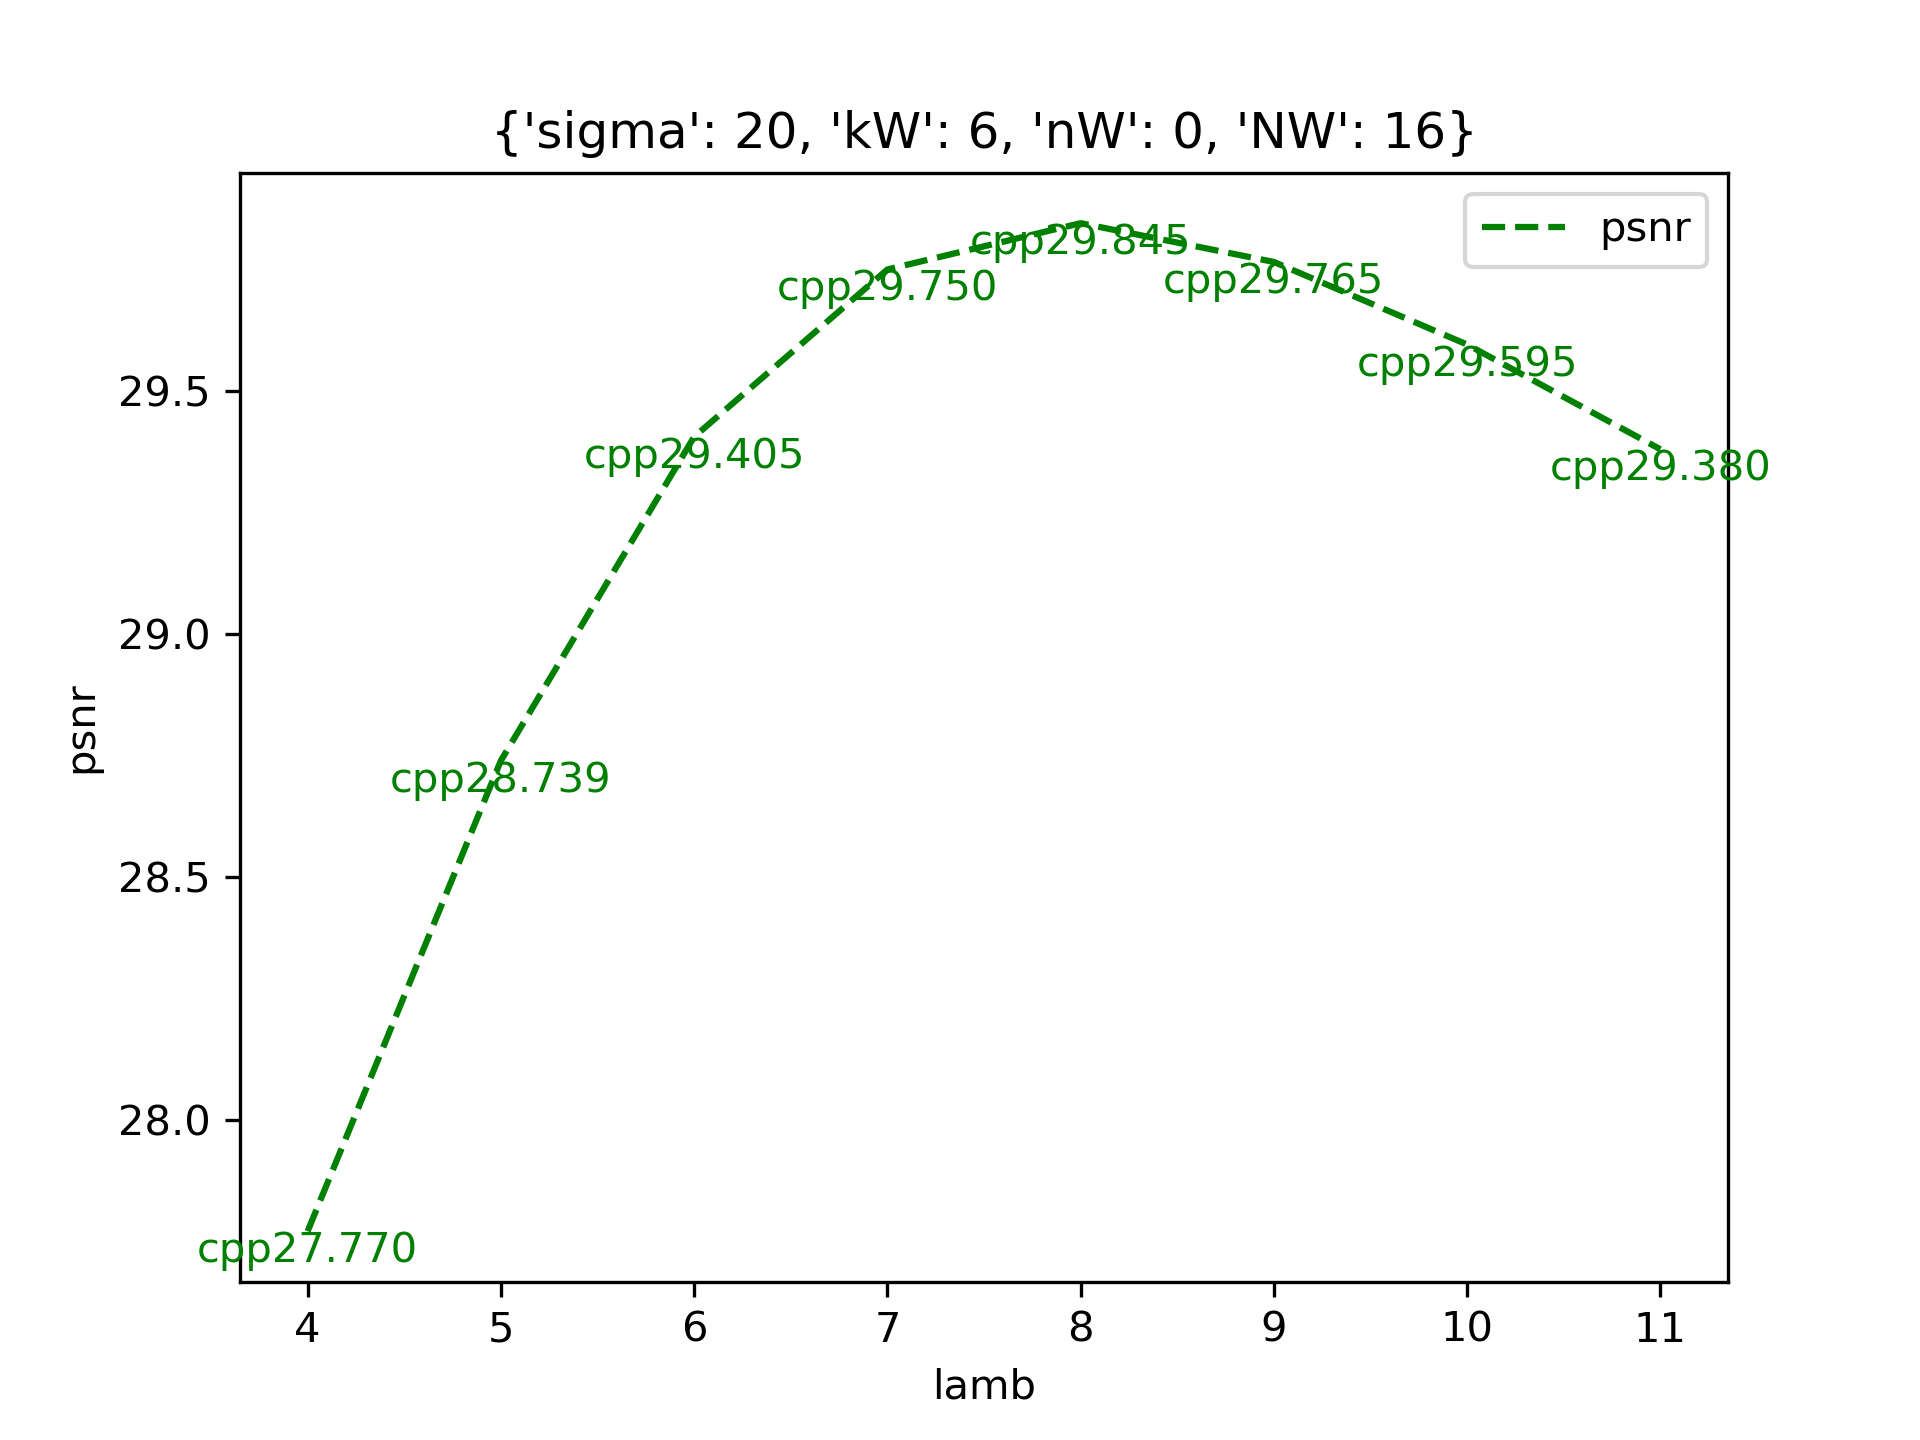 {'sigma': 20, 'kW': 6, 'nW': 0, 'NW': 16}
psnr
cpp29.845
cpp29.750
cpp29.765
cpp29.595
cpp29.405
cpp29.380
cpp28.739
cpp27.770
29.5
29.0
28.5
28.0
psnr
4 5 6 7 8 9 10 11
lamb